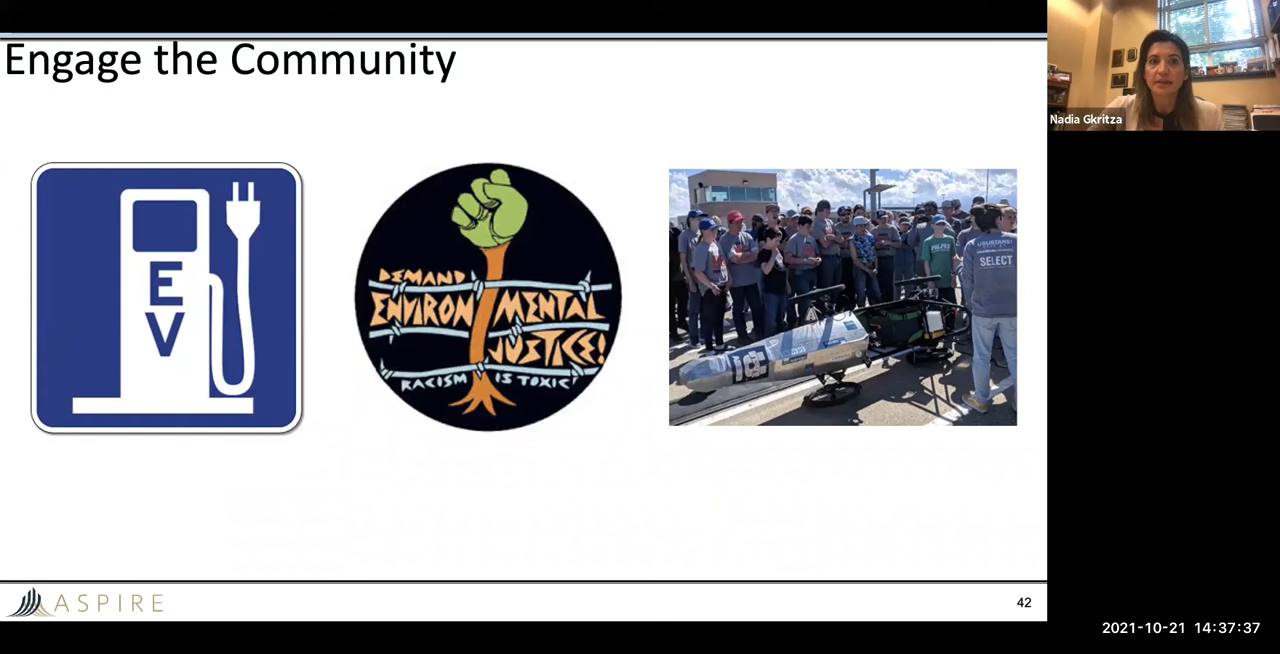 Engage the Community
Nadia Gkritza
EV
DEMAND
ENVIRONMENTAL
JUSTICE!
RACISM IS TOXIC
SELECT
ASPIRE
42
2021-10-21 14:37:37